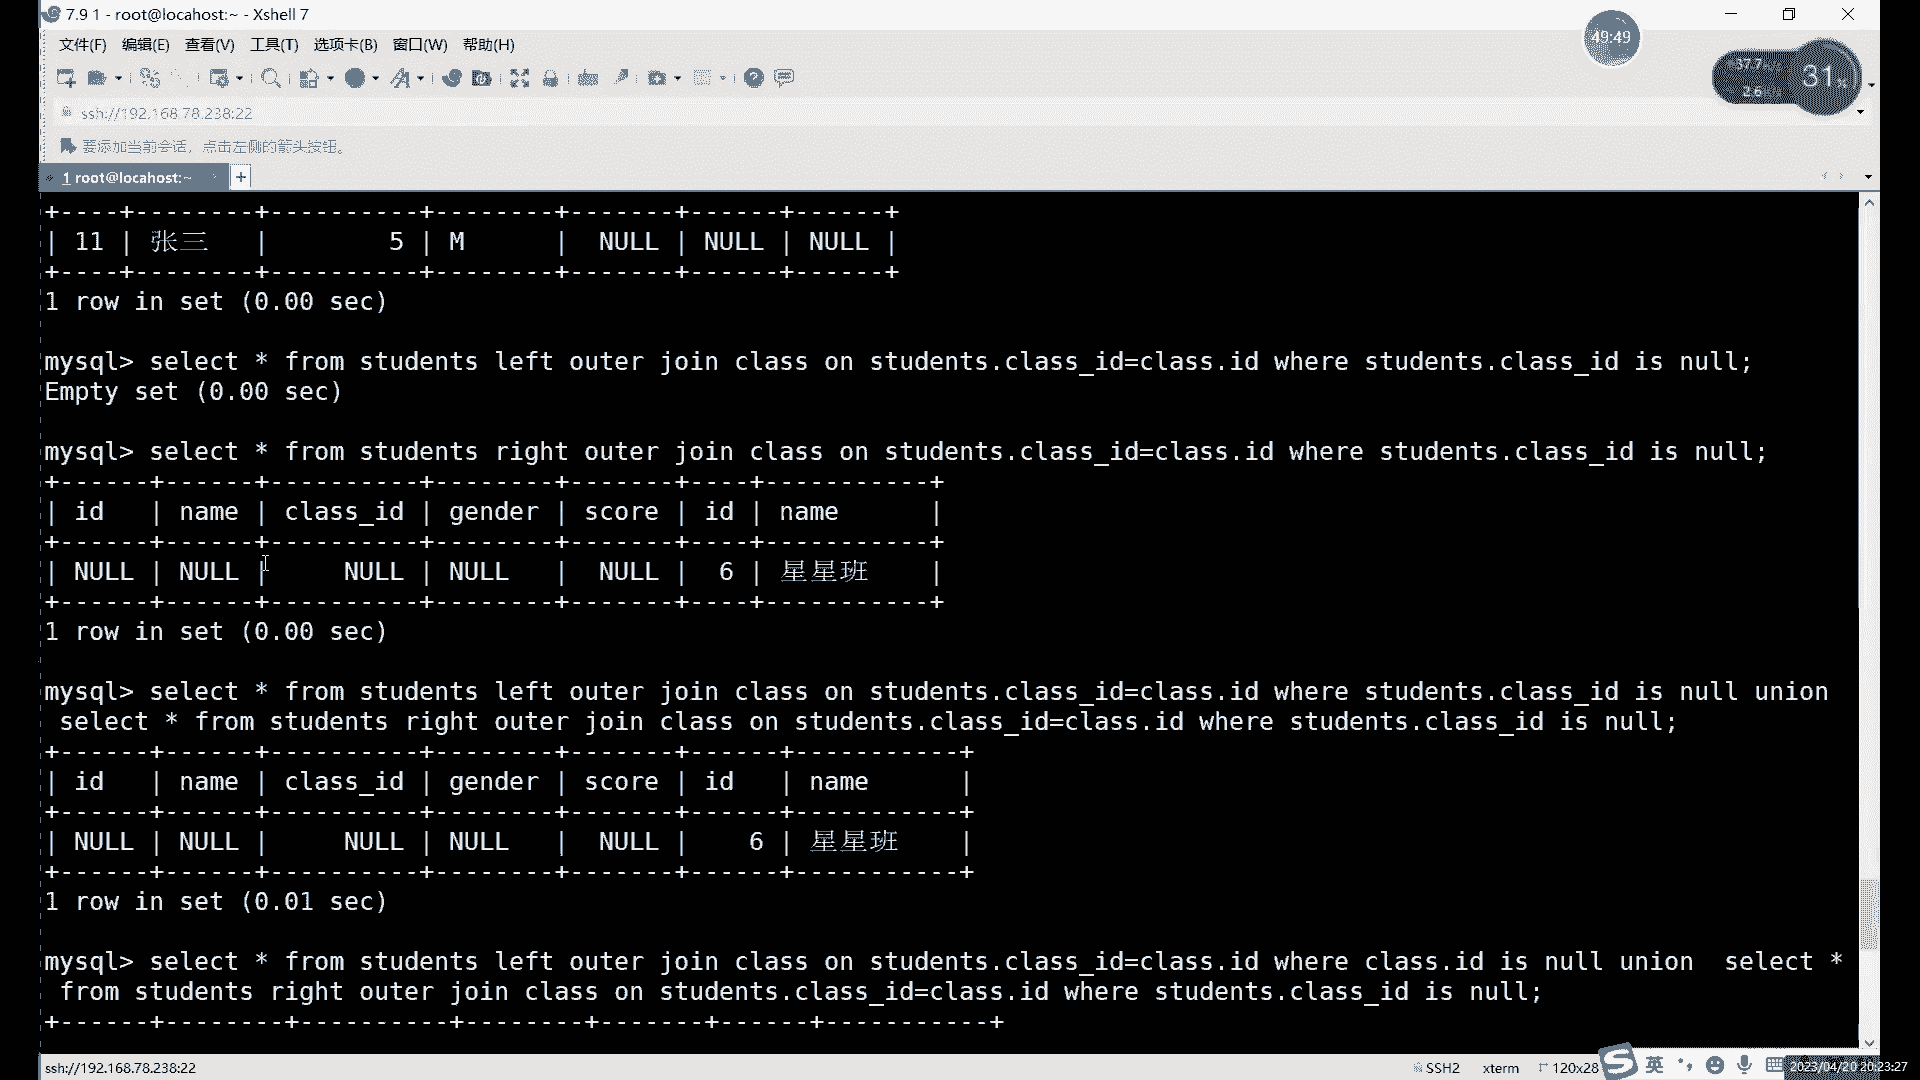 7.9 1 - root@locahost:~ - Xshell 7
49:49
文件(F) 编辑(E) 查看(V) 工具(T) 选项卡(B) 窗口(W) 帮助(H)
31%
ssh://192.168.78.238:22
要添加当前会话，点击左侧的箭头按钮。
1 root@locahost:~ +
+----+--------+----------+--------+-------+------+------+
| 11 | 张三   |        5 | M      |  NULL | NULL | NULL |
+----+--------+----------+--------+-------+------+------+
1 row in set (0.00 sec)
mysql> select * from students left outer join class on students.class_id=class.id where students.class_id is null;
Empty set (0.00 sec)
mysql> select * from students right outer join class on students.class_id=class.id where students.class_id is null;
+------+------+----------+--------+-------+----+-----------+
| id   | name | class_id | gender | score | id | name      |
+------+------+----------+--------+-------+----+-----------+
| NULL | NULL |     NULL | NULL   |  NULL |  6 | 星星班    |
+------+------+----------+--------+-------+----+-----------+
1 row in set (0.00 sec)
mysql> select * from students left outer join class on students.class_id=class.id where students.class_id is null union
 select * from students right outer join class on students.class_id=class.id where students.class_id is null;
+------+------+----------+--------+-------+------+-----------+
| id   | name | class_id | gender | score | id   | name      |
+------+------+----------+--------+-------+------+-----------+
| NULL | NULL |     NULL | NULL   |  NULL |    6 | 星星班    |
+------+------+----------+--------+-------+------+-----------+
1 row in set (0.01 sec)
mysql> select * from students left outer join class on students.class_id=class.id where class.id is null union  select *
 from students right outer join class on students.class_id=class.id where students.class_id is null;
+------+--------+----------+--------+-------+------+-----------+
ssh://192.168.78.238:22 SSH2 xterm 120x28 英 2023/04/20 20:23:27